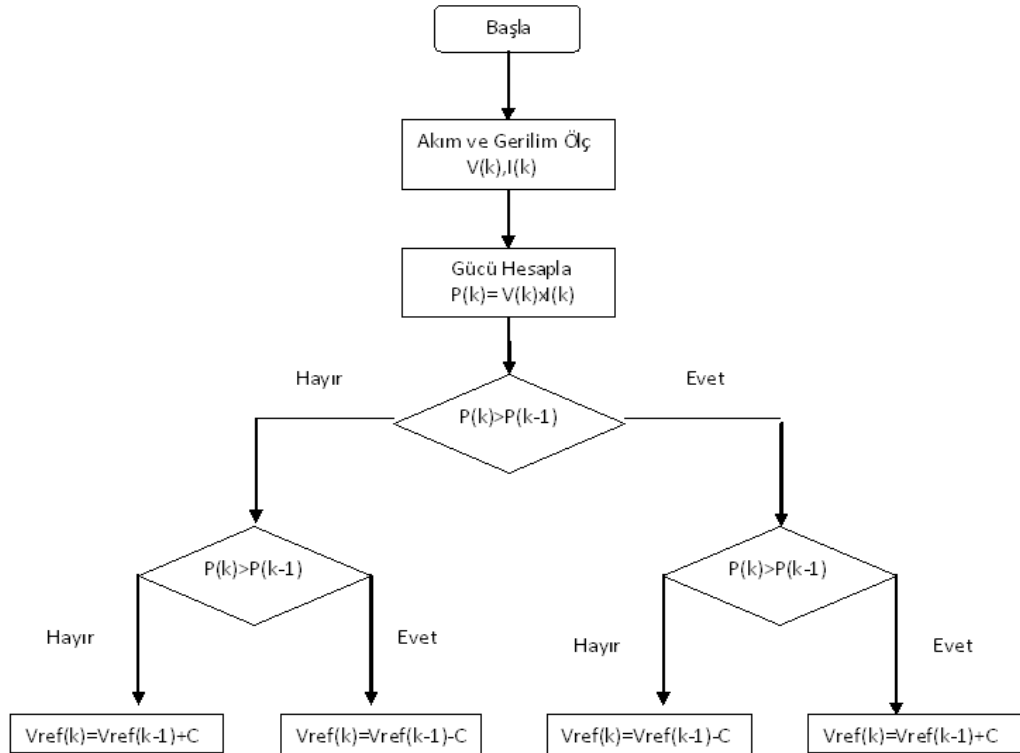 Başla
Akım ve Gerilim Ölç
V(k),I(k)
Gücü Hesapla
P(k)= V(k)xI(k)
Hayır
Evet
P(k)>P(k-1)
P(k)>P(k-1)
P(k)>P(k-1)
Hayır
Evet
Hayır
Evet
Vref(k)=Vref(k-1)+C
Vref(k)=Vref(k-1)-C
Vref(k)=Vref(k-1)-C
Vref(k)=Vref(k-1)+C